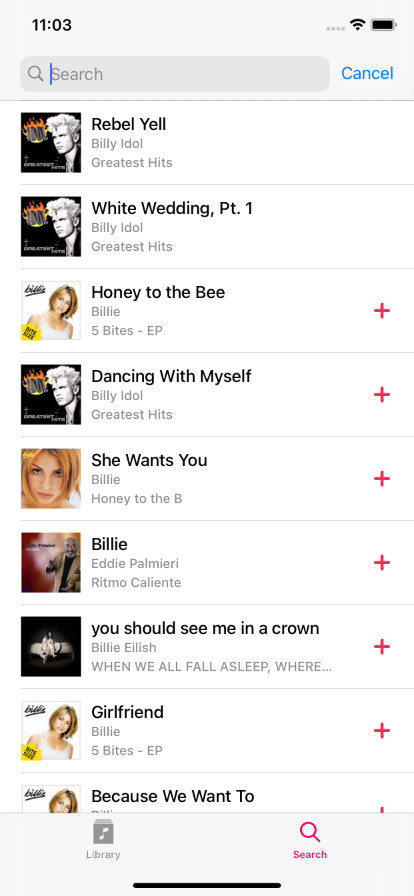 11:03
Search
Cancel
Rebel Yell
Billy Idol
Greatest Hits
White Wedding, Pt. 1
Billy Idol
Greatest Hits
Honey to the Bee
Billie
5 Bites - EP
Dancing With Myself
Billy Idol
Greatest Hits
She Wants You
Billie
Honey to the B
Billie
Eddie Palmieri
Ritmo Caliente
you should see me in a crown
Billie Eilish
WHEN WE ALL FALL ASLEEP, WHERE...
Girlfriend
Billie
5 Bites - EP
Because We Want To
Billie
Library
Search